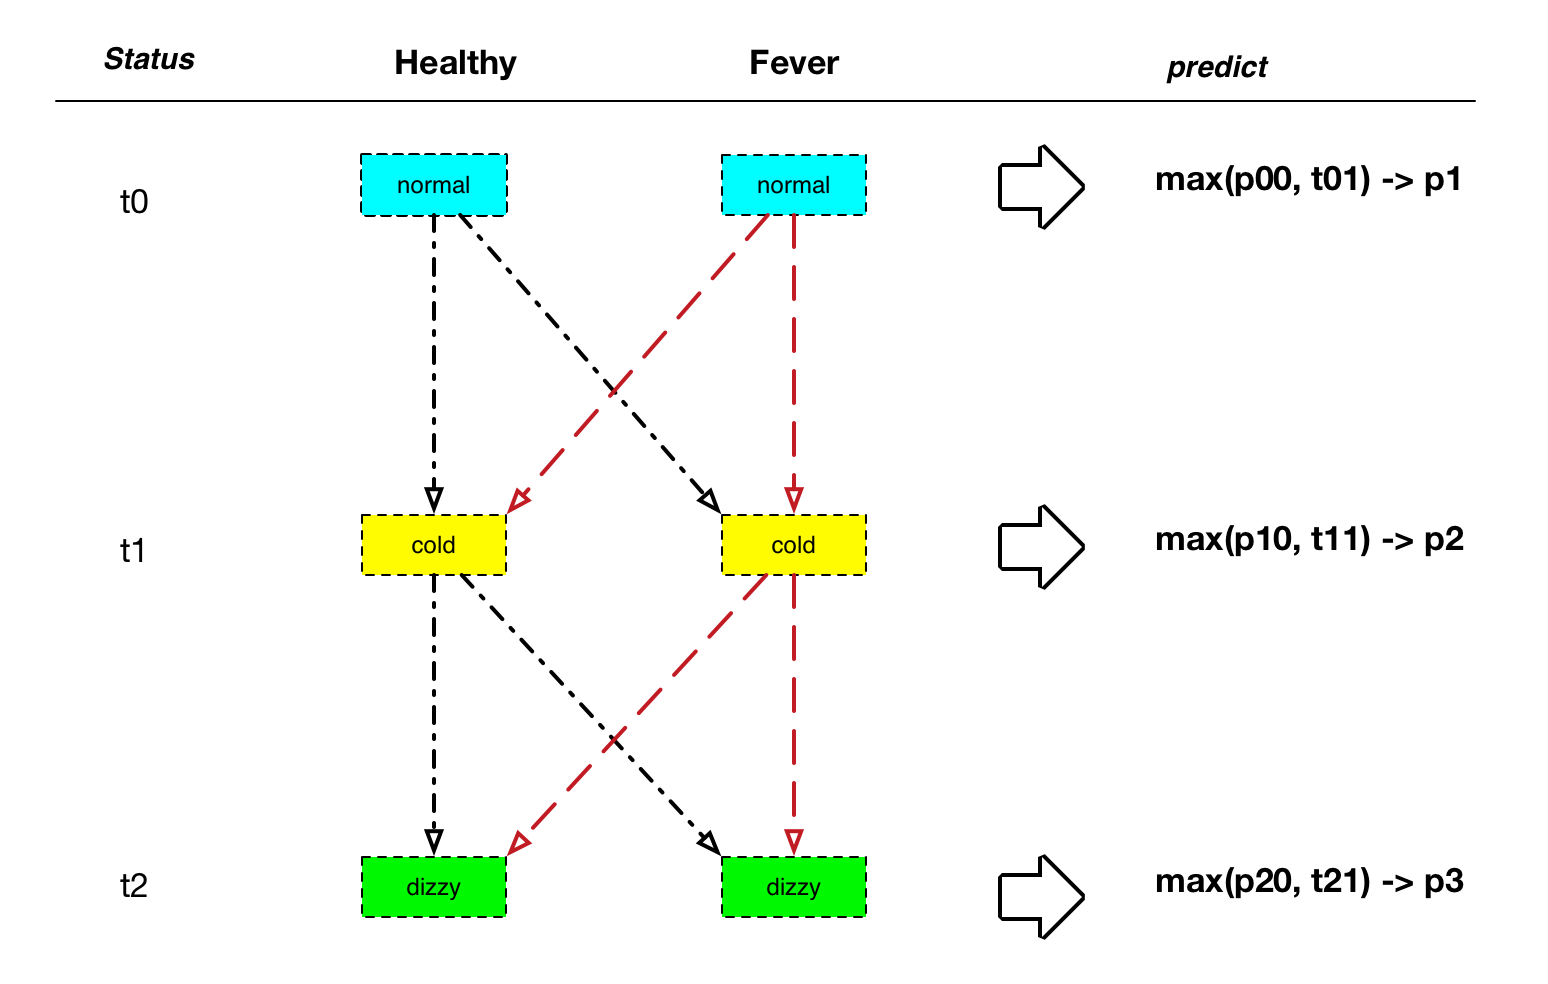 Status Healthy Fever predict
t0 normal normal max(p00, t01) -> p1
t1 cold cold max(p10, t11) -> p2
t2 dizzy dizzy max(p20, t21) -> p3